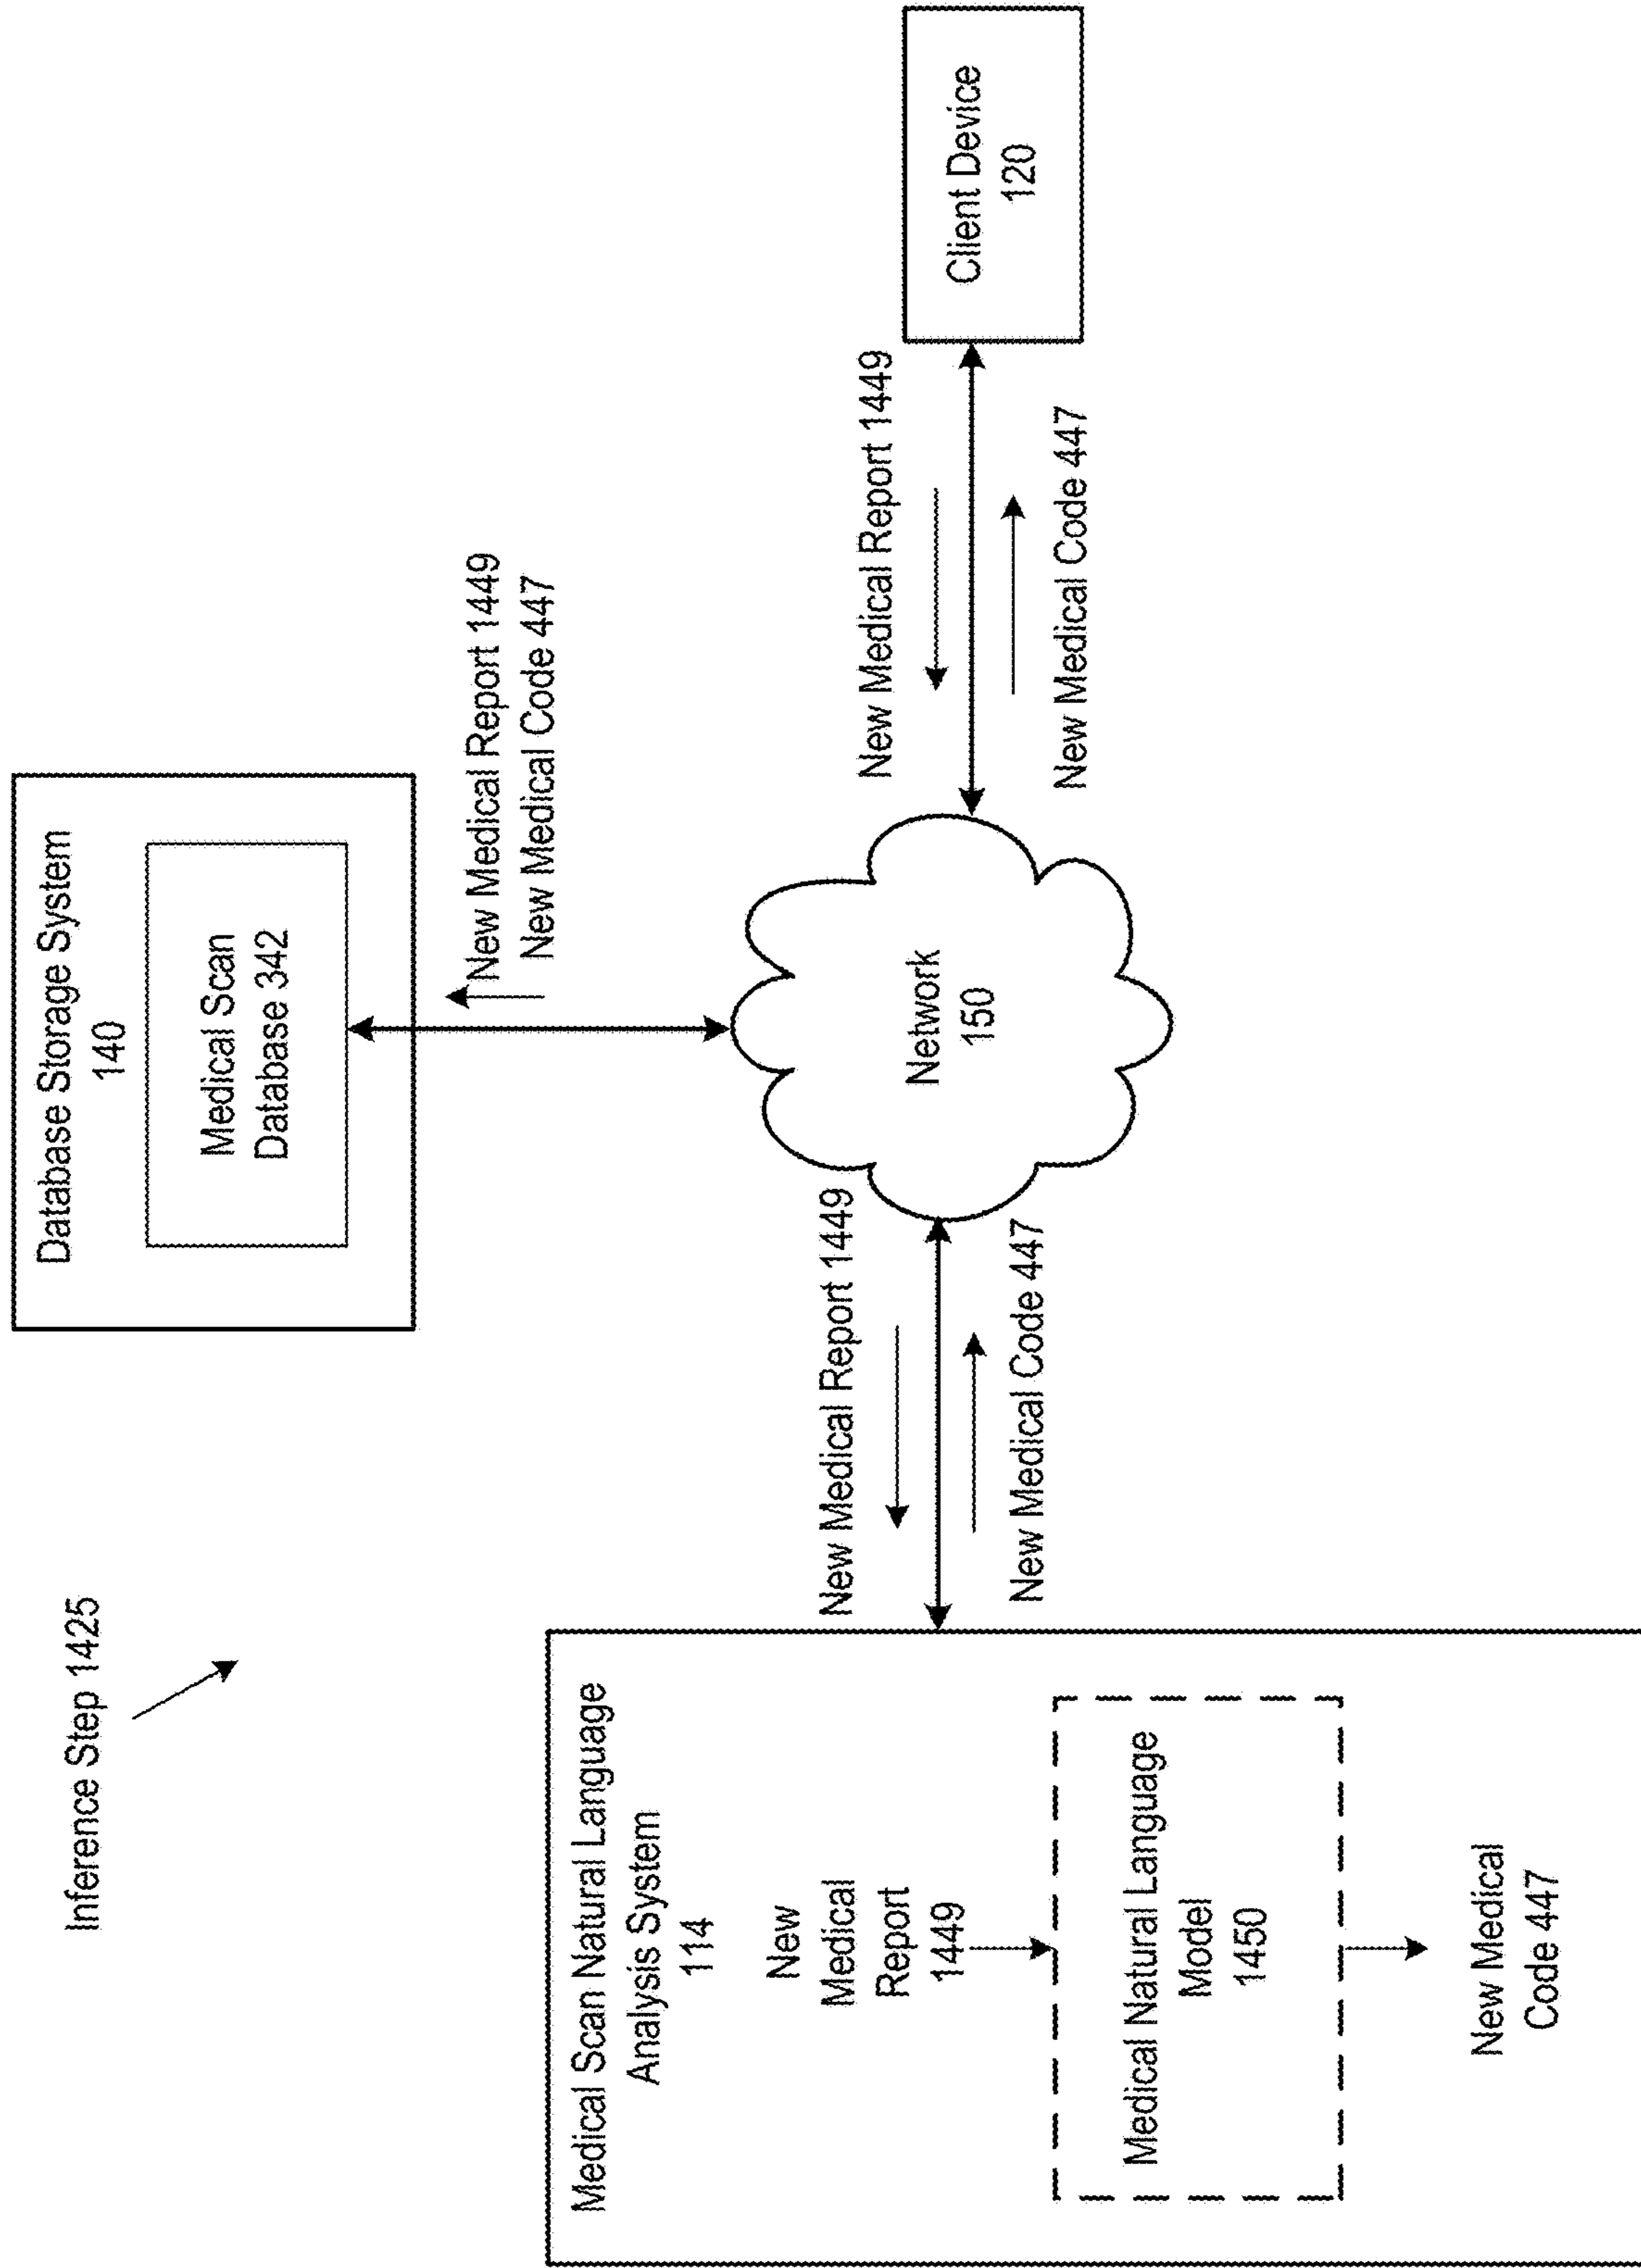 Inference Step 1425
Database Storage System
140
Medical Scan
Database 342
New Medical Report 1449
New Medical Code 447
Medical Scan Natural Language
Analysis System
114
New
Medical
Report
1449
Medical Natural Language
Model
1450
New Medical
Code 447
New Medical Report 1449
New Medical Code 447
Network
150
New Medical Report 1449
New Medical Code 447
Client Device
120